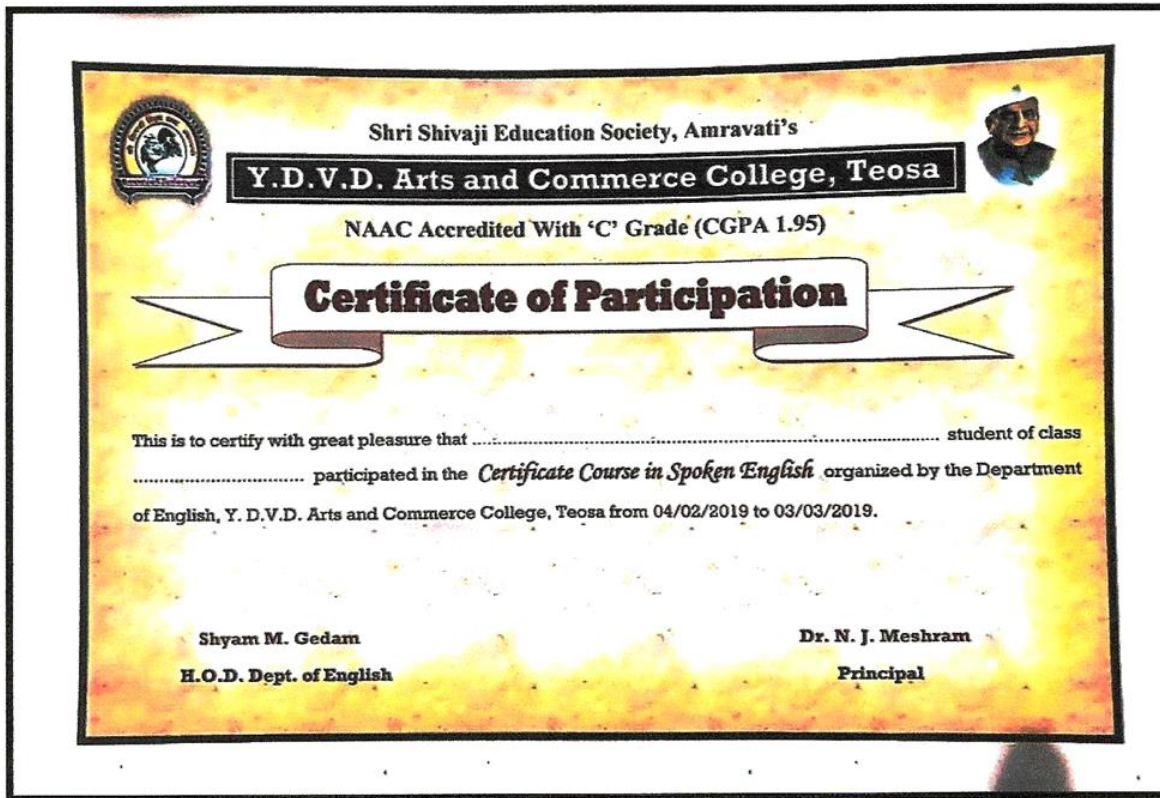 Shri Shivaji Education Society, Amravati's
Y.D.V.D. Arts and Commerce College, Teosa
NAAC Accredited With ‘C’ Grade (CGPA 1.95)
Certificate of Participation
This is to certify with great pleasure that ........................................................................ student of class
.................................. participated in the Certificate Course in Spoken English organized by the Department
of English, Y. D.V.D. Arts and Commerce College, Teosa from 04/02/2019 to 03/03/2019.
Shyam M. Gedam
H.O.D. Dept. of English
Dr. N. J. Meshram
Principal